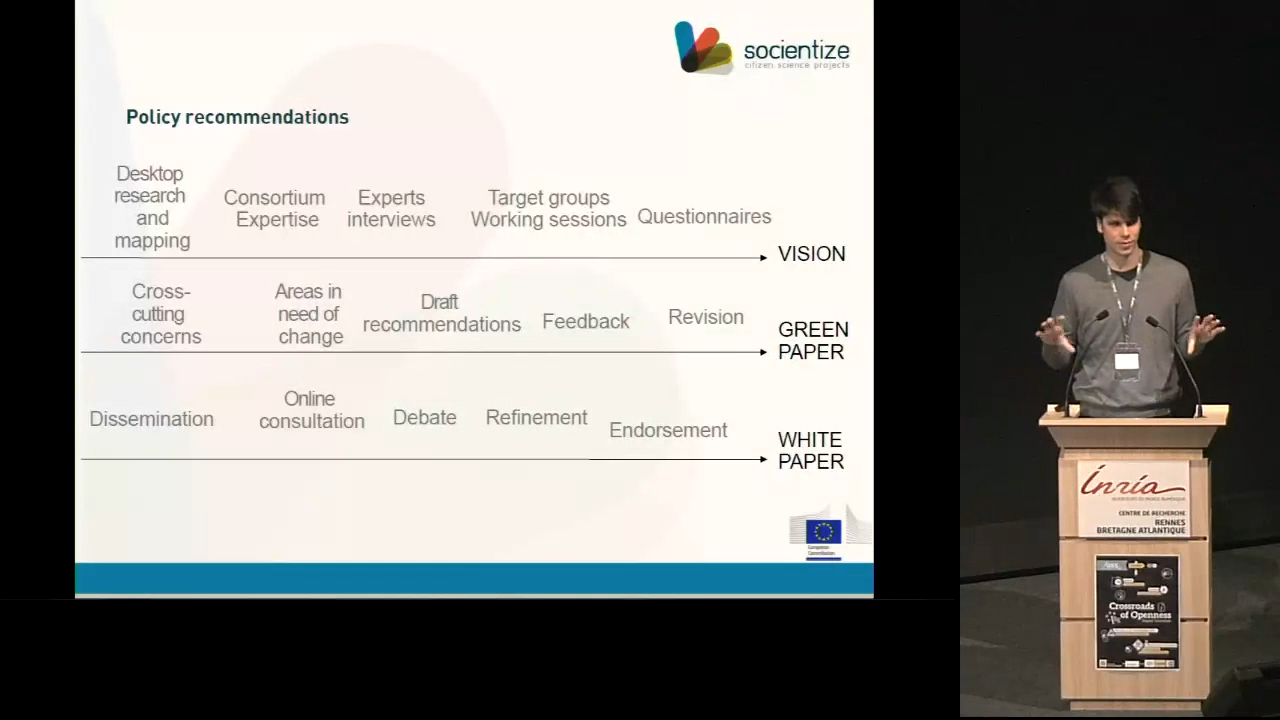 socientize
citizen science projects
Policy recommendations
Desktop
research
and
mapping
Consortium
Expertise
Experts
interviews
Target groups
Working sessions
Questionnaires
VISION
Cross-
cutting
concerns
Areas in
need of
change
Draft
recommendations
Feedback
Revision
GREEN
PAPER
Dissemination
Online
consultation
Debate
Refinement
Endorsement
WHITE
PAPER
European
Commission
Inria
CENTRE DE RECHERCHE
RENNES
BRETAGNE ATLANTIQUE
Crossroads
of Openness